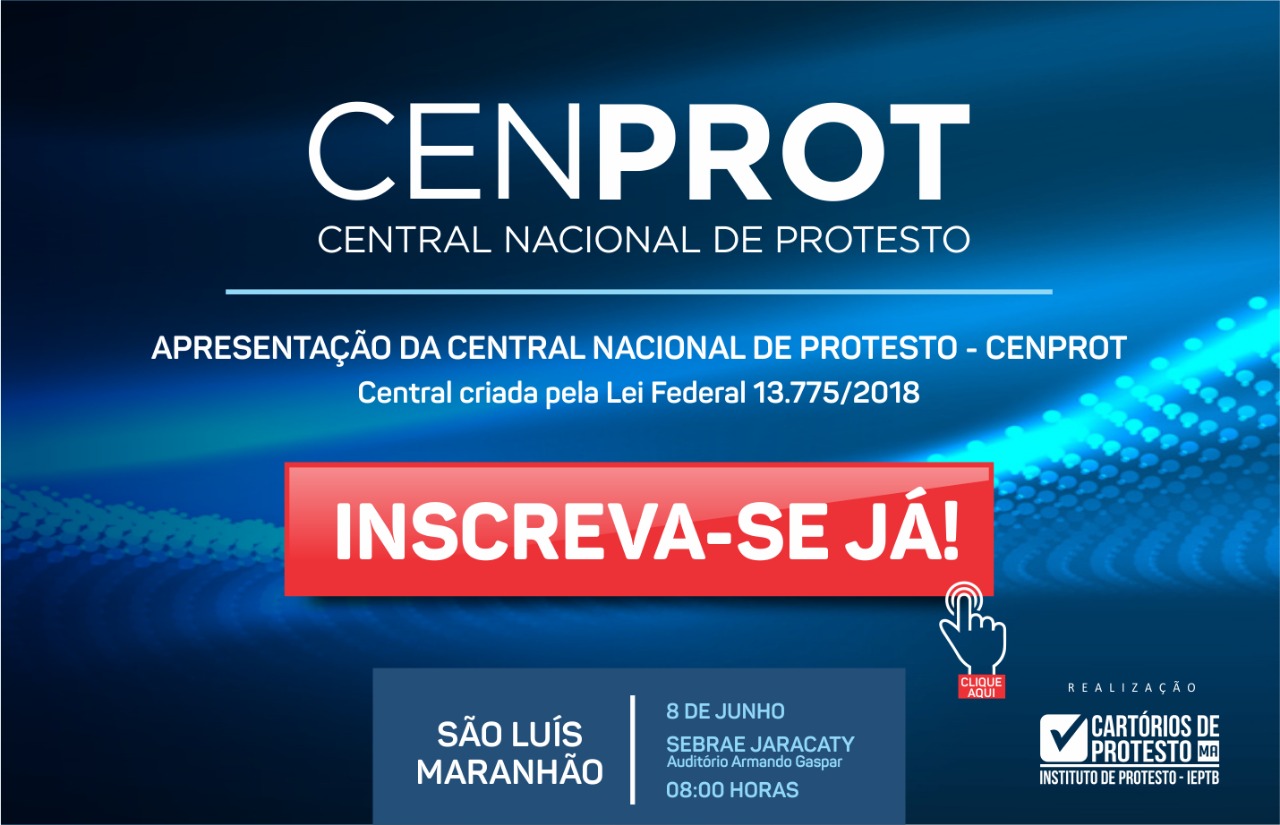 CENPROT
CENTRAL NACIONAL DE PROTESTO
APRESENTAÇÃO DA CENTRAL NACIONAL DE PROTESTO - CENPROT
Central criada pela Lei Federal 13.775/2018
INSCREVA-SE JÁ!
CLIQUE
AQUI
SÃO LUÍS
MARANHÃO
8 DE JUNHO
SEBRAE JARACATY
Auditório Armando Gaspar
08:00 HORAS
REALIZAÇÃO
CARTÓRIOS DE
PROTESTO MA
INSTITUTO DE PROTESTO - IEPTB